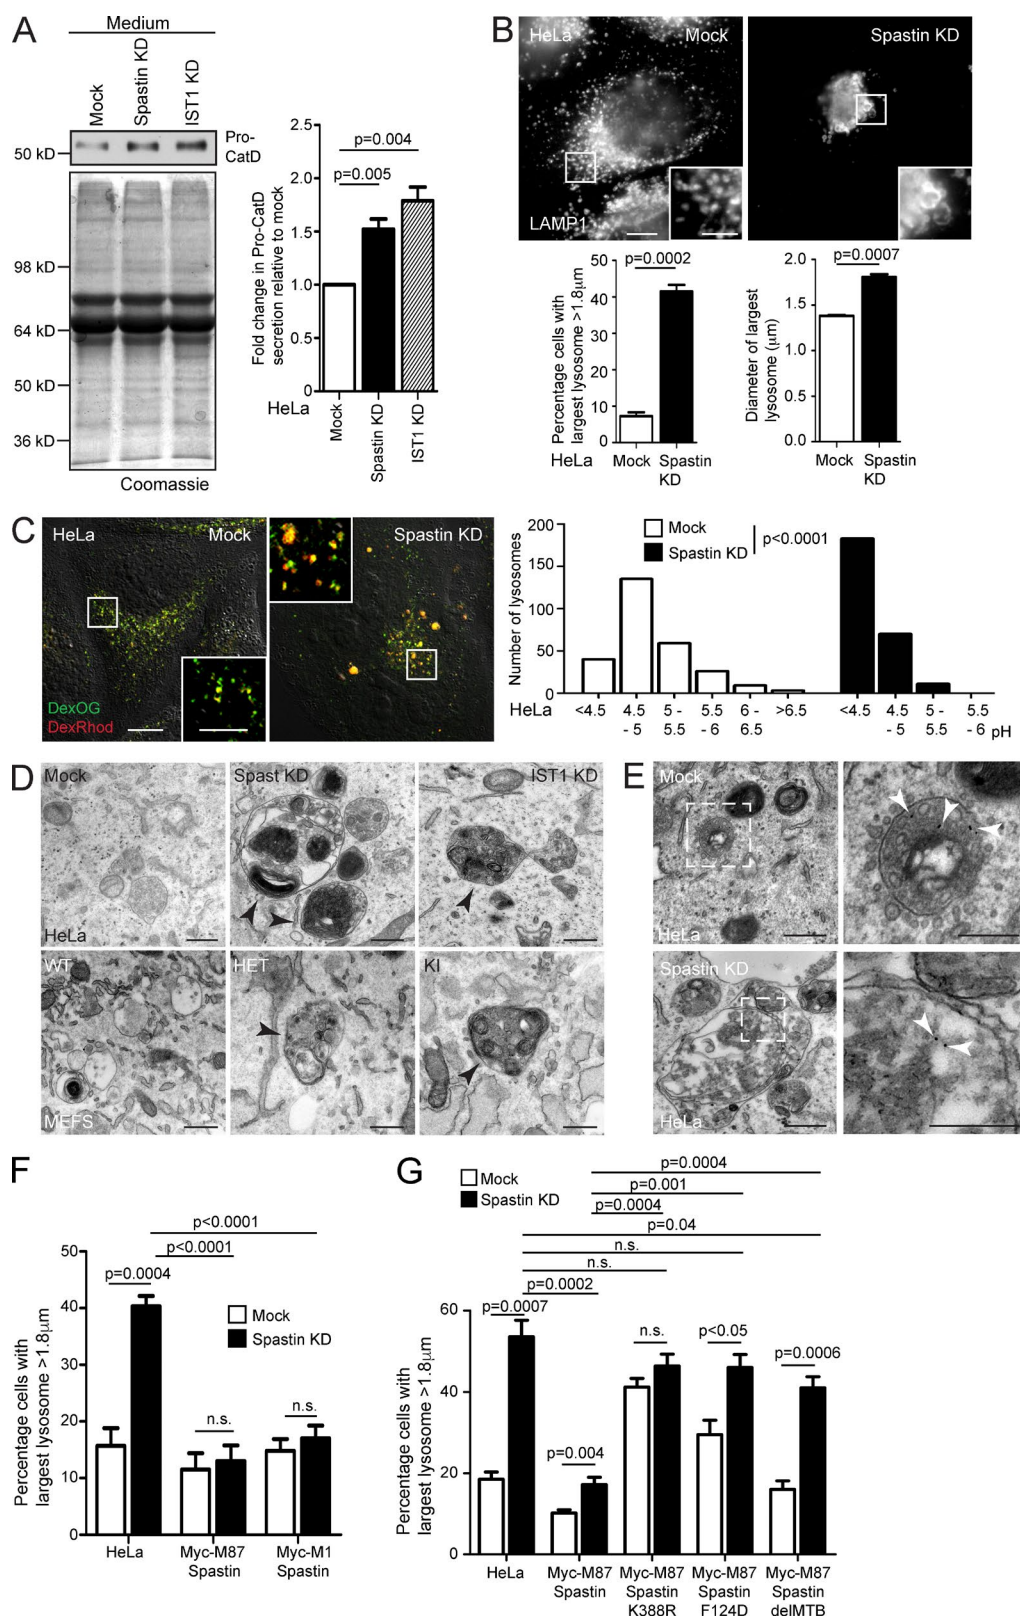 A
Medium
Mock
Spastin KD
IST1 KD
50 kD
Pro-
CatD
98 kD
64 kD
50 kD
36 kD
Coomassie
Fold change in Pro-CatD
secretion relative to mock
2.5
2.0
1.5
1.0
0.5
0.0
p=0.004
p=0.005
HeLa
Mock
Spastin KD
IST1 KD
B
HeLa
Mock
Spastin KD
LAMP1
Percentage cells with
largest lysosome >1.8μm
50
40
30
20
10
0
p=0.0002
HeLa
Mock
Spastin
KD
Diameter of largest
lysosome (μm)
2.0
1.5
1.0
0.5
0.0
p=0.0007
Mock
Spastin
KD
C
HeLa
Mock
Spastin KD
DexOG
DexRhod
Number of lysosomes
200
150
100
50
0
Mock
Spastin KD
p<0.0001
HeLa
<4.5
4.5
- 5
5 -
5.5
5.5
- 6
6 -
6.5
>6.5
<4.5
4.5
- 5
5 -
5.5
5.5
- 6
pH
D
Mock
HeLa
Spast KD
IST1 KD
WT
MEFS
HET
KI
E
Mock
HeLa
Spastin KD
HeLa
F
Percentage cells with
largest lysosome >1.8μm
50
40
30
20
10
0
p<0.0001
p<0.0001
p=0.0004
Mock
Spastin KD
n.s.
n.s.
HeLa
Myc-M87
Spastin
Myc-M1
Spastin
G
Mock
Spastin KD
p=0.0004
p=0.001
p=0.0004
p=0.04
n.s.
n.s.
p=0.0002
Percentage cells with
largest lysosome >1.8μm
60
40
20
0
p=0.0007
p=0.004
n.s.
p<0.05
p=0.0006
HeLa
Myc-M87
Spastin
Myc-M87
Spastin
K388R
Myc-M87
Spastin
F124D
Myc-M87
Spastin
delMTB